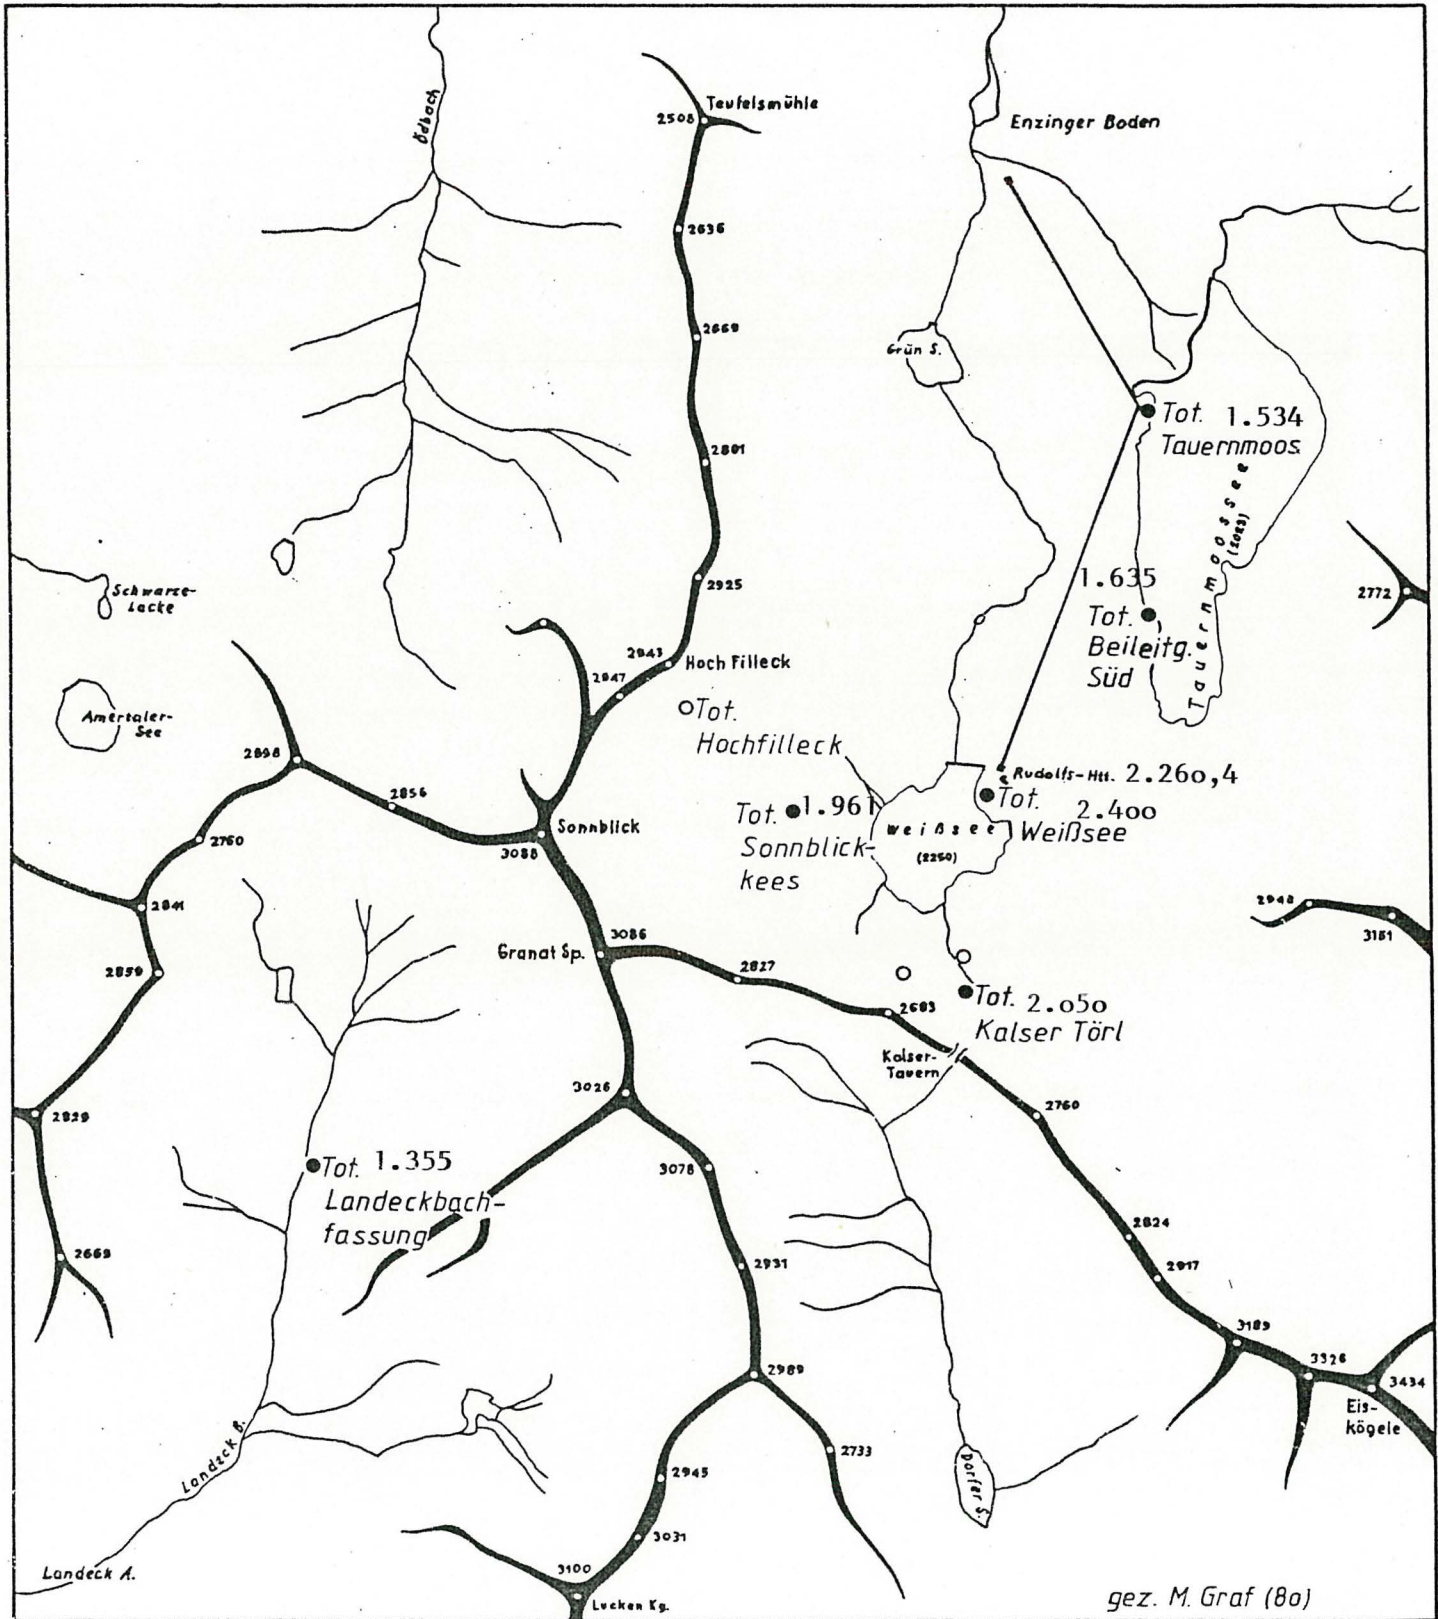 Ödbach
Teufelsmühle
2508
Enzinger Boden
2636
2669
Grün S.
Tot. 1.534
Tauernmoos
2801
Tauernmoossee
(2023)
2925
1.635
Tot.
Beileitg.
Süd
2772
Schwarze-
Lacke
2943
Hoch Filleck
2947
Tot.
Hochfilleck
Amertaler-
See
2898
2856
Rudolfs-Htt. 2.260,4
Tot. 2.400
Weißsee
Tot. 1.961
Sonnblick-
kees
Weißsee
(2250)
Sonnblick
3088
2760
2841
2948
3151
3086
Granat Sp.
2859
2827
2683
Tot. 2.050
Kalser Törl
Kalser-
Tauern
3026
2760
2829
3078
Tot. 1.355
Landeckbach-
fassung
2824
2669
2931
2917
3189
3326
2989
3434
Eis-
kögele
Landeck B.
2733
2945
Dorfer S.
3031
3100
Landeck A.
Lucken Kg.
gez. M. Graf (80)